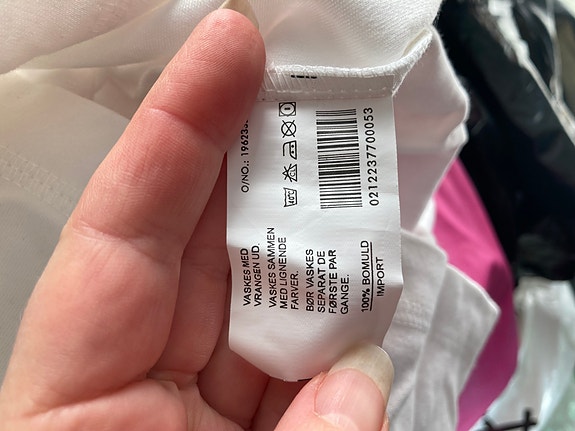 O/NO.: 19623
40°
0212237700053
VASKES MED
VRANGEN UD.
VASKES SAMMEN
MED LIGNENDE
FARVER.
BØR VASKES
SEPARAT DE
FØRSTE PAR
GANGE.
100% BOMULD
IMPORT